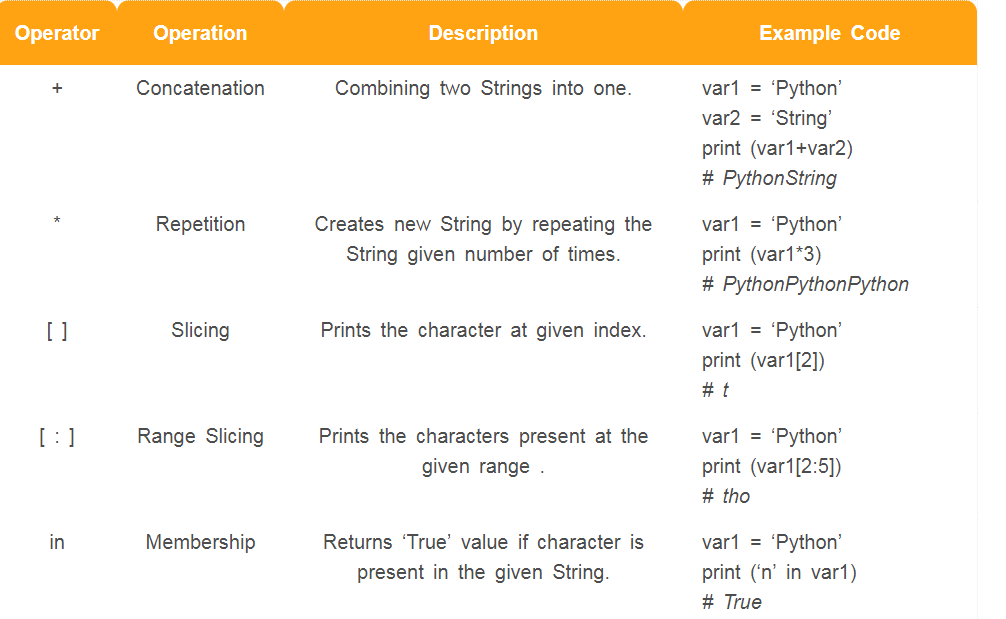 Operator Operation Description Example Code
+ Concatenation Combining two Strings into one. var1 = ‘Python’
var2 = ‘String’
print (var1+var2)
# PythonString
* Repetition Creates new String by repeating the var1 = ‘Python’
String given number of times. print (var1*3)
# PythonPythonPython
[ ] Slicing Prints the character at given index. var1 = ‘Python’
print (var1[2])
# t
[ : ] Range Slicing Prints the characters present at the var1 = ‘Python’
given range . print (var1[2:5])
# tho
in Membership Returns ‘True’ value if character is var1 = ‘Python’
present in the given String. print (‘n’ in var1)
# True